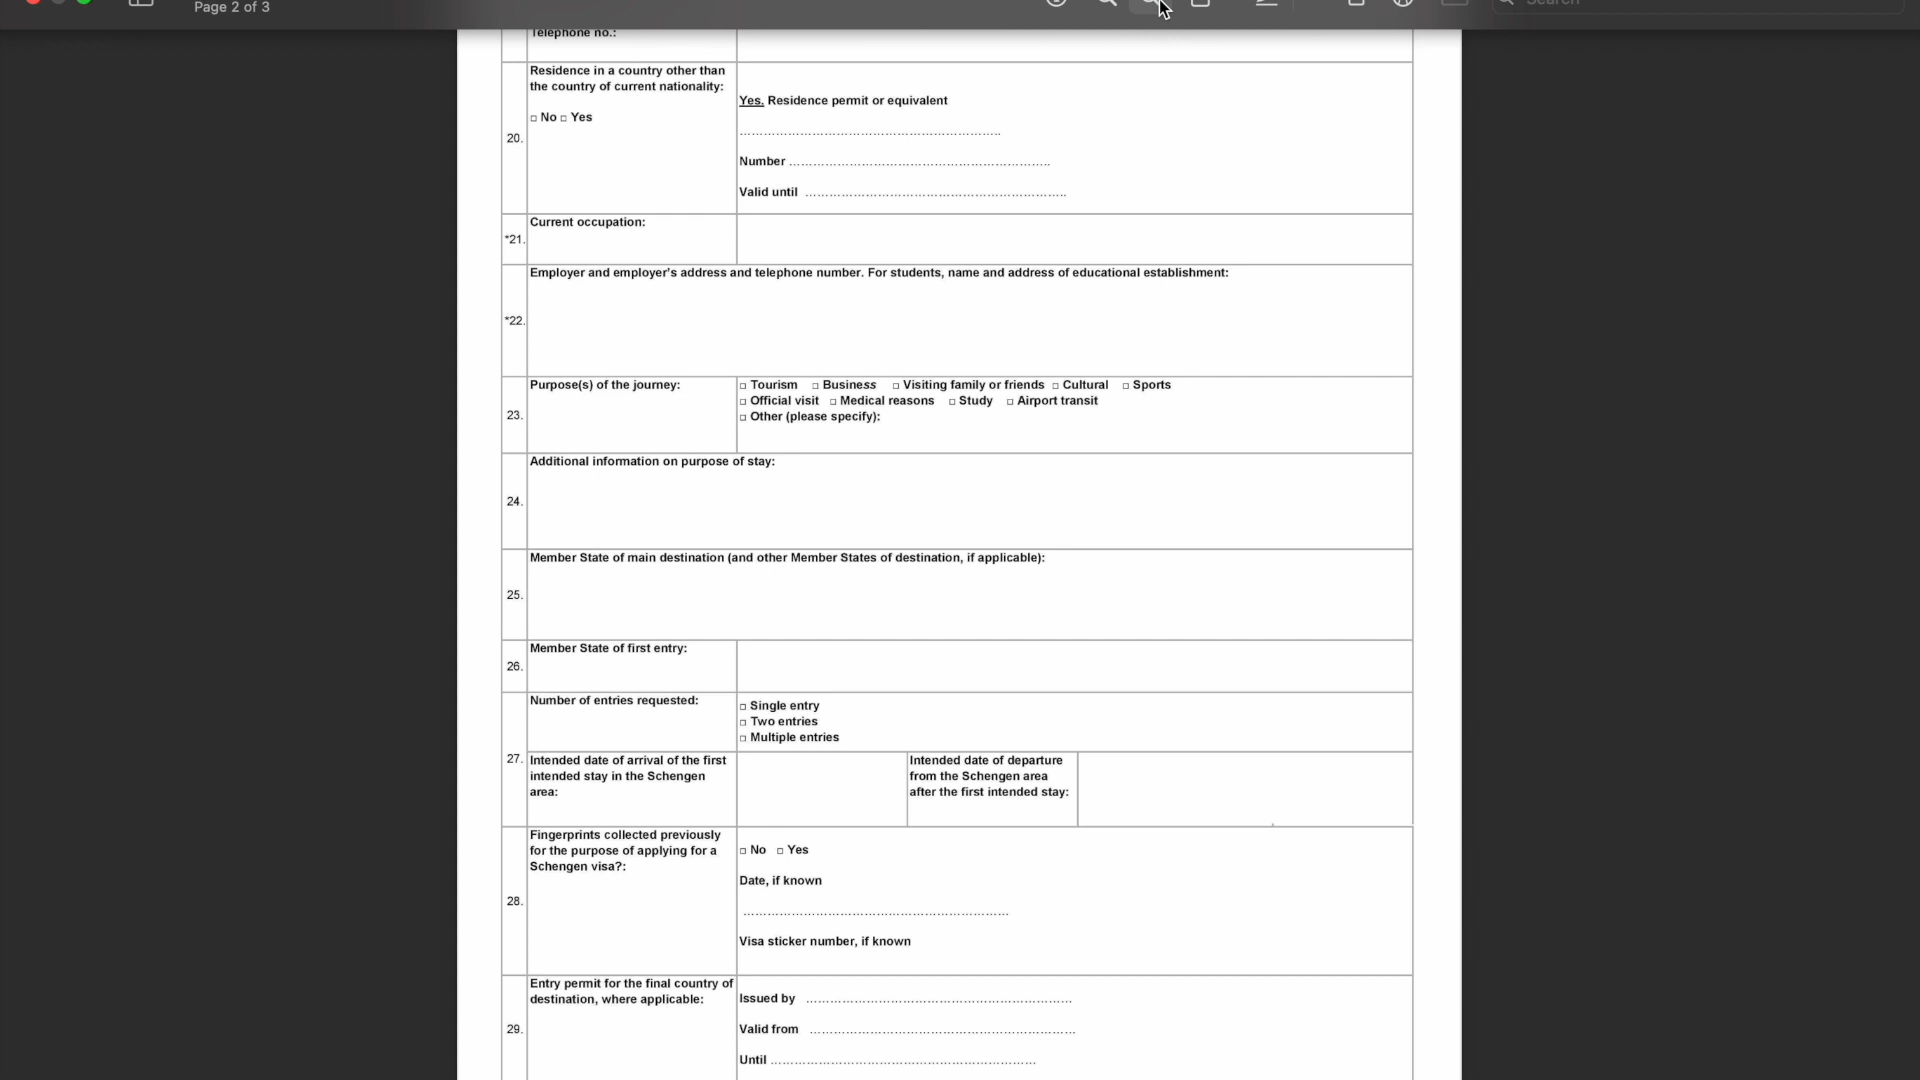 Page 2 of 3
Search
Telephone no.:
20.
Residence in a country other than
the country of current nationality:
□ No □ Yes
Yes. Residence permit or equivalent
……………………………………………………….
Number ……………………………………………………….
Valid until ……………………………………………………….
*21.
Current occupation:
*22.
Employer and employer's address and telephone number. For students, name and address of educational establishment:
23.
Purpose(s) of the journey:
□ Tourism □ Business □ Visiting family or friends □ Cultural □ Sports
□ Official visit □ Medical reasons □ Study □ Airport transit
□ Other (please specify):
24.
Additional information on purpose of stay:
25.
Member State of main destination (and other Member States of destination, if applicable):
26.
Member State of first entry:
27.
Number of entries requested:
□ Single entry
□ Two entries
□ Multiple entries
Intended date of arrival of the first
intended stay in the Schengen
area:
Intended date of departure
from the Schengen area
after the first intended stay:
28.
Fingerprints collected previously
for the purpose of applying for a
Schengen visa?:
□ No □ Yes
Date, if known
…………………………………………………………
Visa sticker number, if known
29.
Entry permit for the final country of
destination, where applicable:
Issued by …………………………………………………………
Valid from …………………………………………………………
Until …………………………………………………………